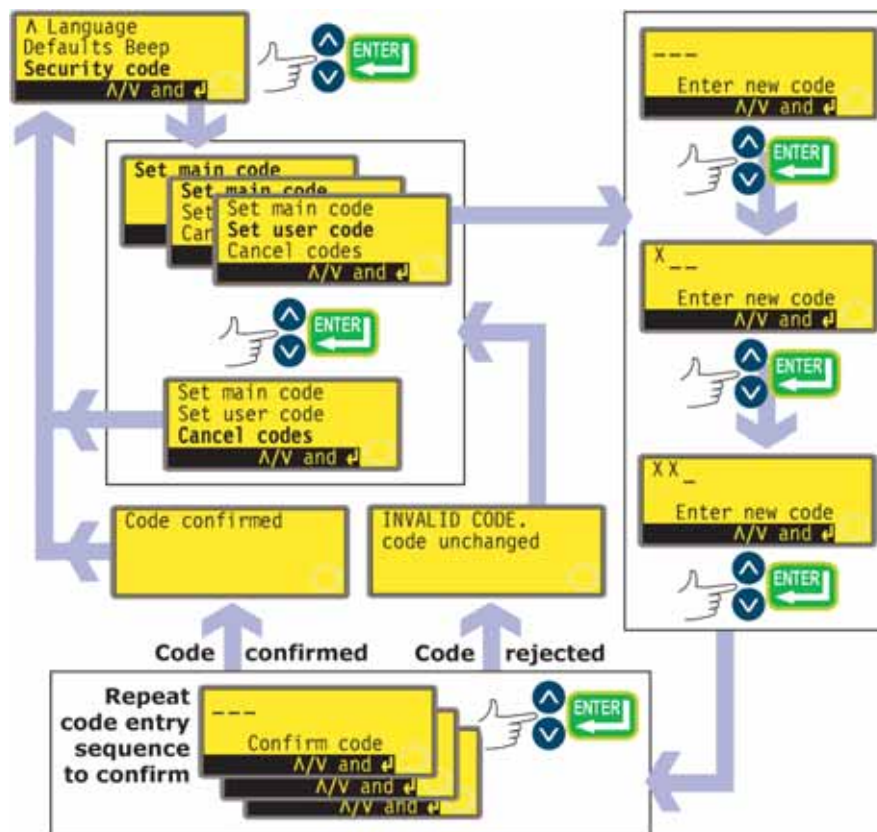 Λ Language
Defaults Beep
Security code
Λ/V and ↲
ENTER
Set main code
Set main code
Set
Can
Set main code
Set user code
Cancel codes
Λ/V and ↲
ENTER
Set main code
Set user code
Cancel codes
Λ/V and ↲
Code confirmed
INVALID CODE.
code unchanged
_ _ _
Enter new code
Λ/V and ↲
ENTER
X _ _
Enter new code
Λ/V and ↲
ENTER
X X _
Enter new code
Λ/V and ↲
ENTER
Code confirmed
Code rejected
Repeat
code entry
sequence
to confirm
_ _ _
Confirm code
Λ/V and ↲
Λ/V and ↲
Λ/V and ↲
ENTER